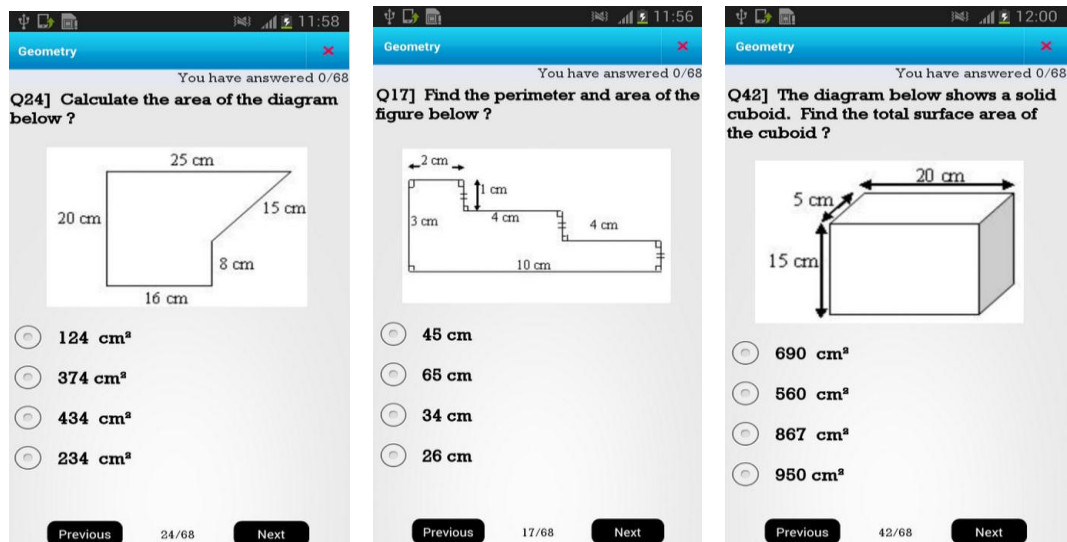 11:58
Geometry
You have answered 0/68
Q24] Calculate the area of the diagram
below ?
25 cm
20 cm
15 cm
8 cm
16 cm
124 cm²
374 cm²
434 cm²
234 cm²
Previous 24/68 Next
11:56
Geometry
You have answered 0/68
Q17] Find the perimeter and area of the
figure below ?
2 cm
1 cm
3 cm
4 cm
4 cm
10 cm
45 cm
65 cm
34 cm
26 cm
Previous 17/68 Next
12:00
Geometry
You have answered 0/68
Q42] The diagram below shows a solid
cuboid. Find the total surface area of
the cuboid ?
20 cm
5 cm
15 cm
690 cm²
560 cm²
867 cm²
950 cm²
Previous 42/68 Next